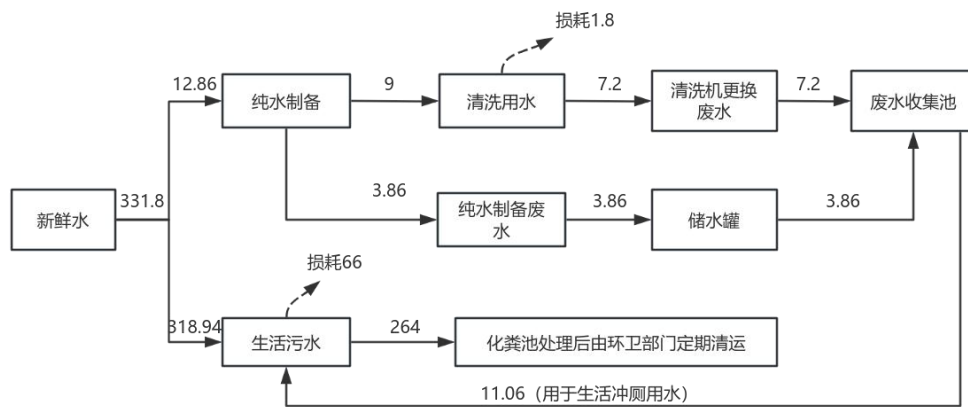 损耗1.8
12.86
纯水制备
9
清洗用水
7.2
清洗机更换
废水
7.2
废水收集池
新鲜水
331.8
3.86
纯水制备废
水
3.86
储水罐
3.86
损耗66
318.94
生活污水
264
化粪池处理后由环卫部门定期清运
11.06（用于生活冲厕用水）